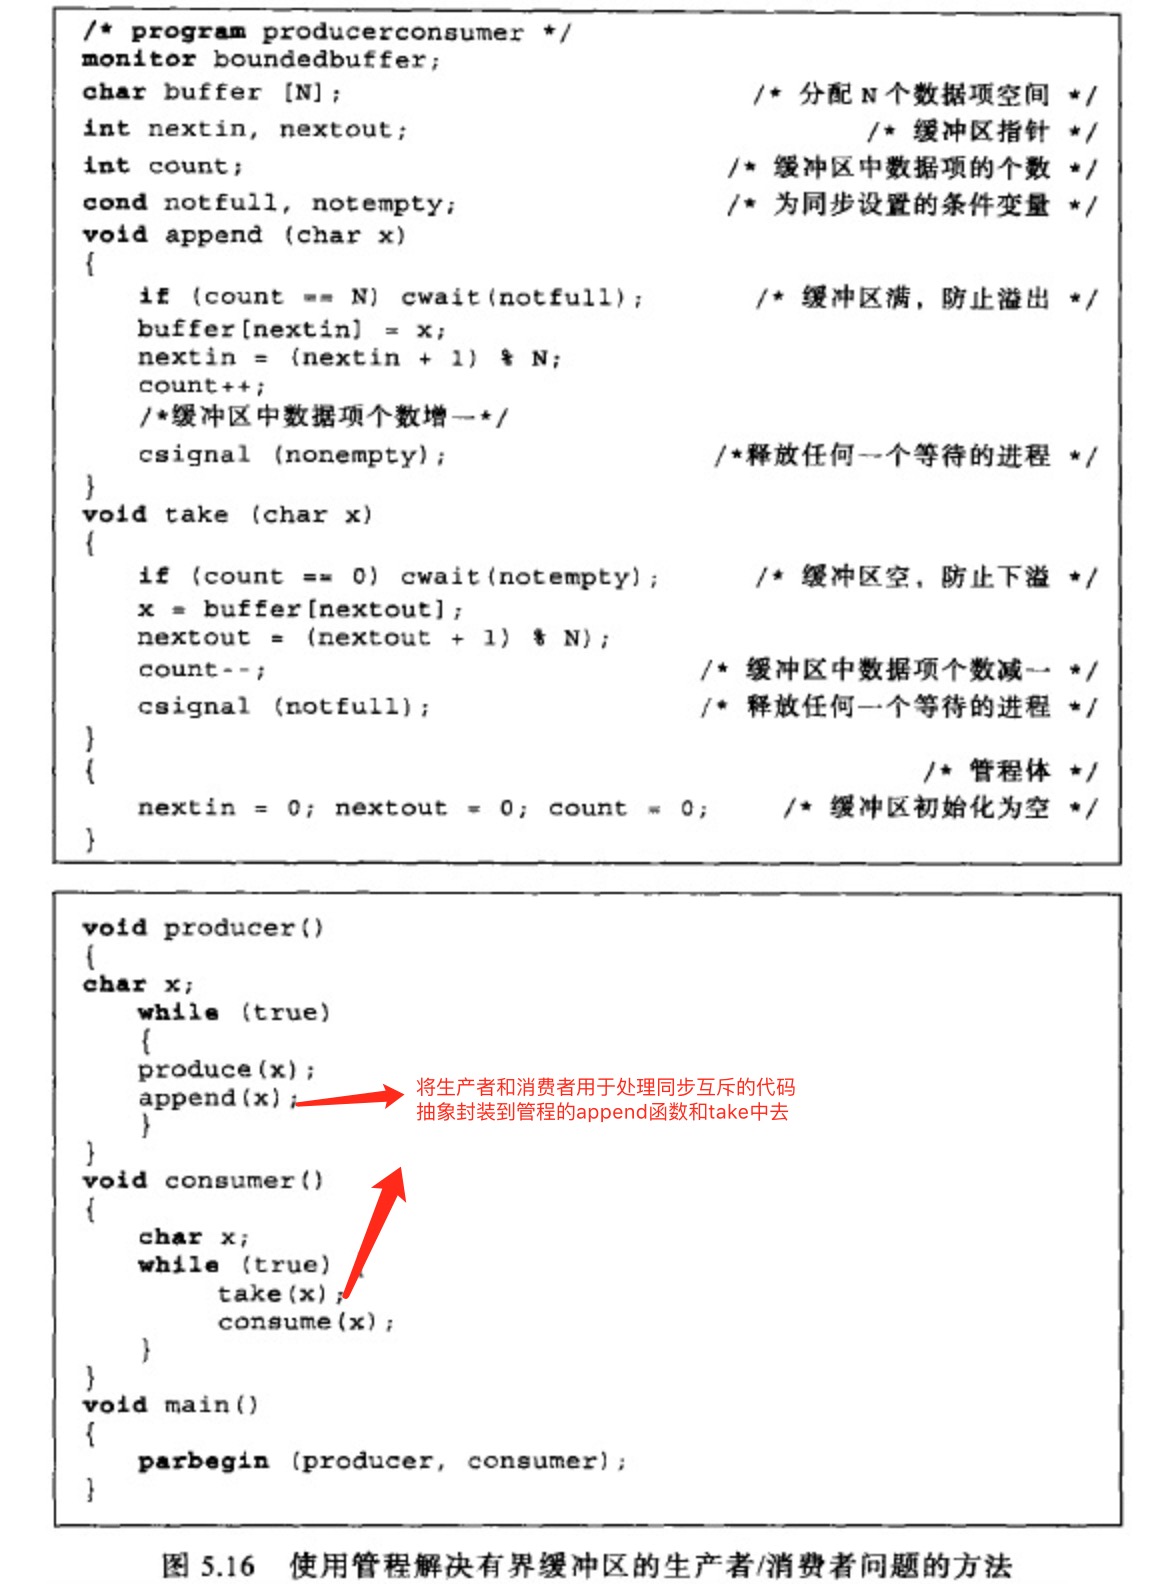 /* program producerconsumer */
monitor boundedbuffer;
char buffer [N]; /* 分配 N 个数据项空间 */
int nextin, nextout; /* 缓冲区指针 */
int count; /* 缓冲区中数据项的个数 */
cond notfull, notempty; /* 为同步设置的条件变量 */
void append (char x)
{
if (count == N) cwait(notfull); /* 缓冲区满，防止溢出 */
buffer[nextin] = x;
nextin = (nextin + 1) % N;
count++;
/*缓冲区中数据项个数增一*/
csignal (nonempty); /*释放任何一个等待的进程 */
}
void take (char x)
{
if (count == 0) cwait(notempty); /* 缓冲区空，防止下溢 */
x = buffer[nextout];
nextout = (nextout + 1) % N);
count--; /* 缓冲区中数据项个数减一 */
csignal (notfull); /* 释放任何一个等待的进程 */
}
{ /* 管程体 */
nextin = 0; nextout = 0; count = 0; /* 缓冲区初始化为空 */
}
void producer()
{
char x;
while (true)
{
produce(x);
append(x);
}
}
将生产者和消费者用于处理同步互斥的代码
抽象封装到管程的append函数和take中去
void consumer()
{
char x;
while (true)
take(x);
consume(x);
}
}
void main()
{
parbegin (producer, consumer);
}
图 5.16 使用管程解决有界缓冲区的生产者/消费者问题的方法